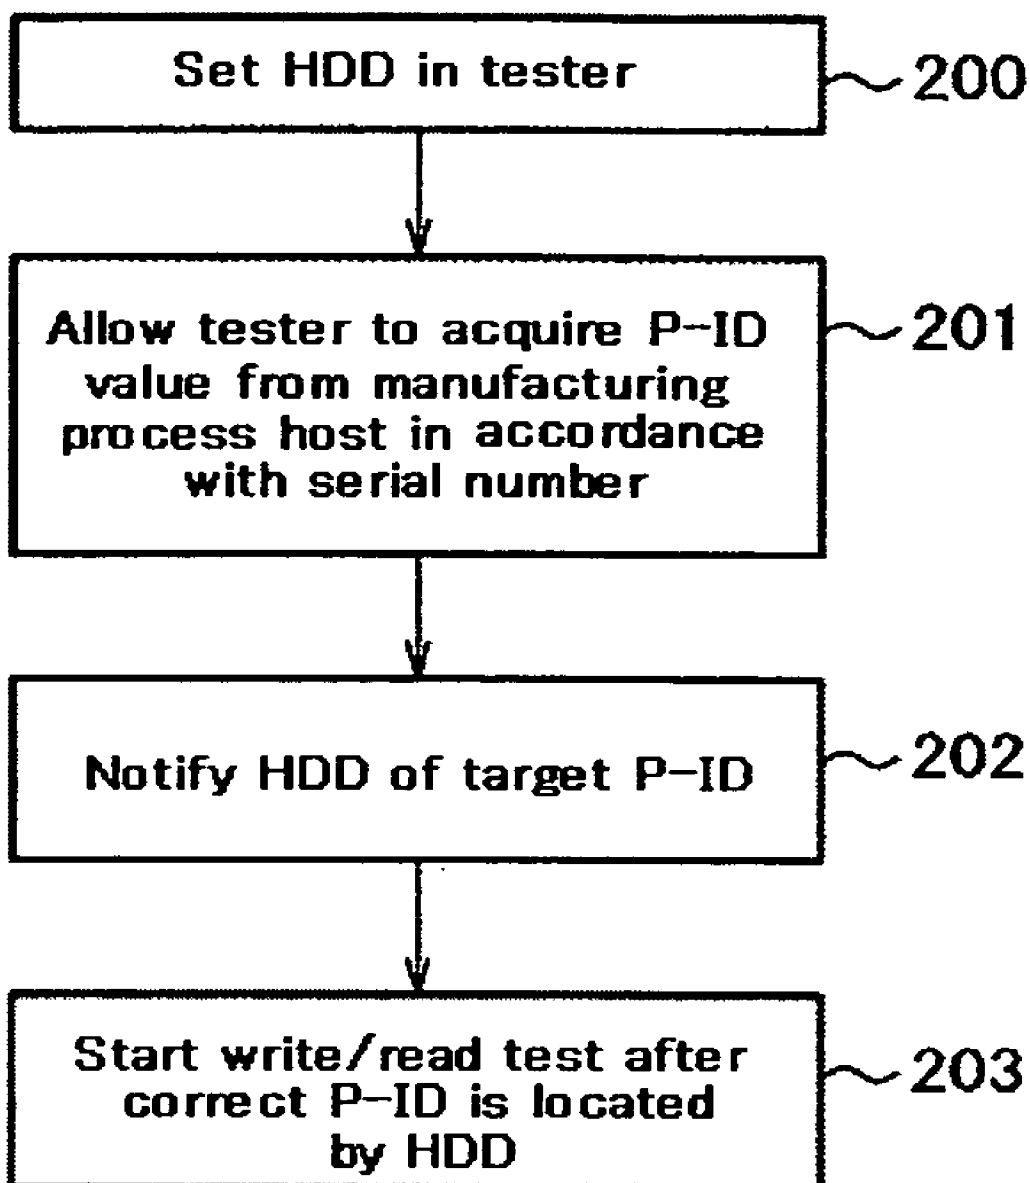 Set HDD in tester
200
Allow tester to acquire P-ID
value from manufacturing
process host in accordance
with serial number
201
Notify HDD of target P-ID
202
Start write/read test after
correct P-ID is located
by HDD
203